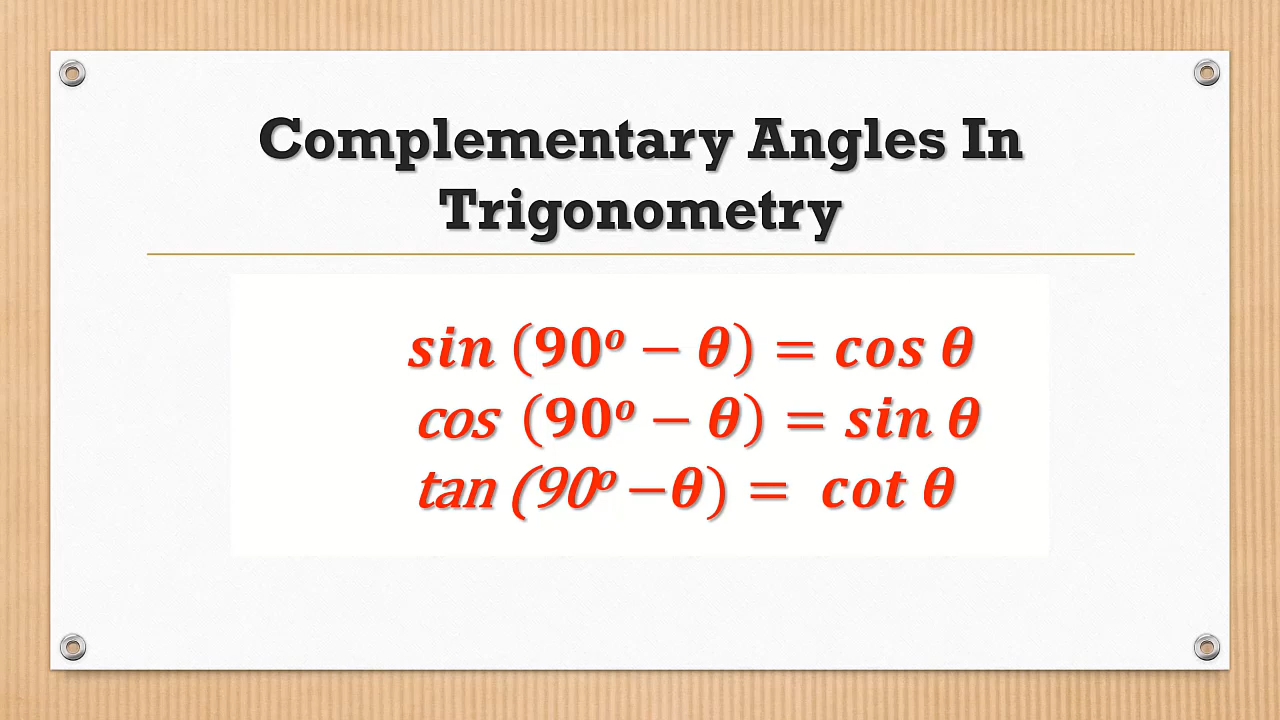 Complementary Angles In
Trigonometry
sin (90º − θ) = cos θ
cos (90º − θ) = sin θ
tan (90º −θ) = cot θ